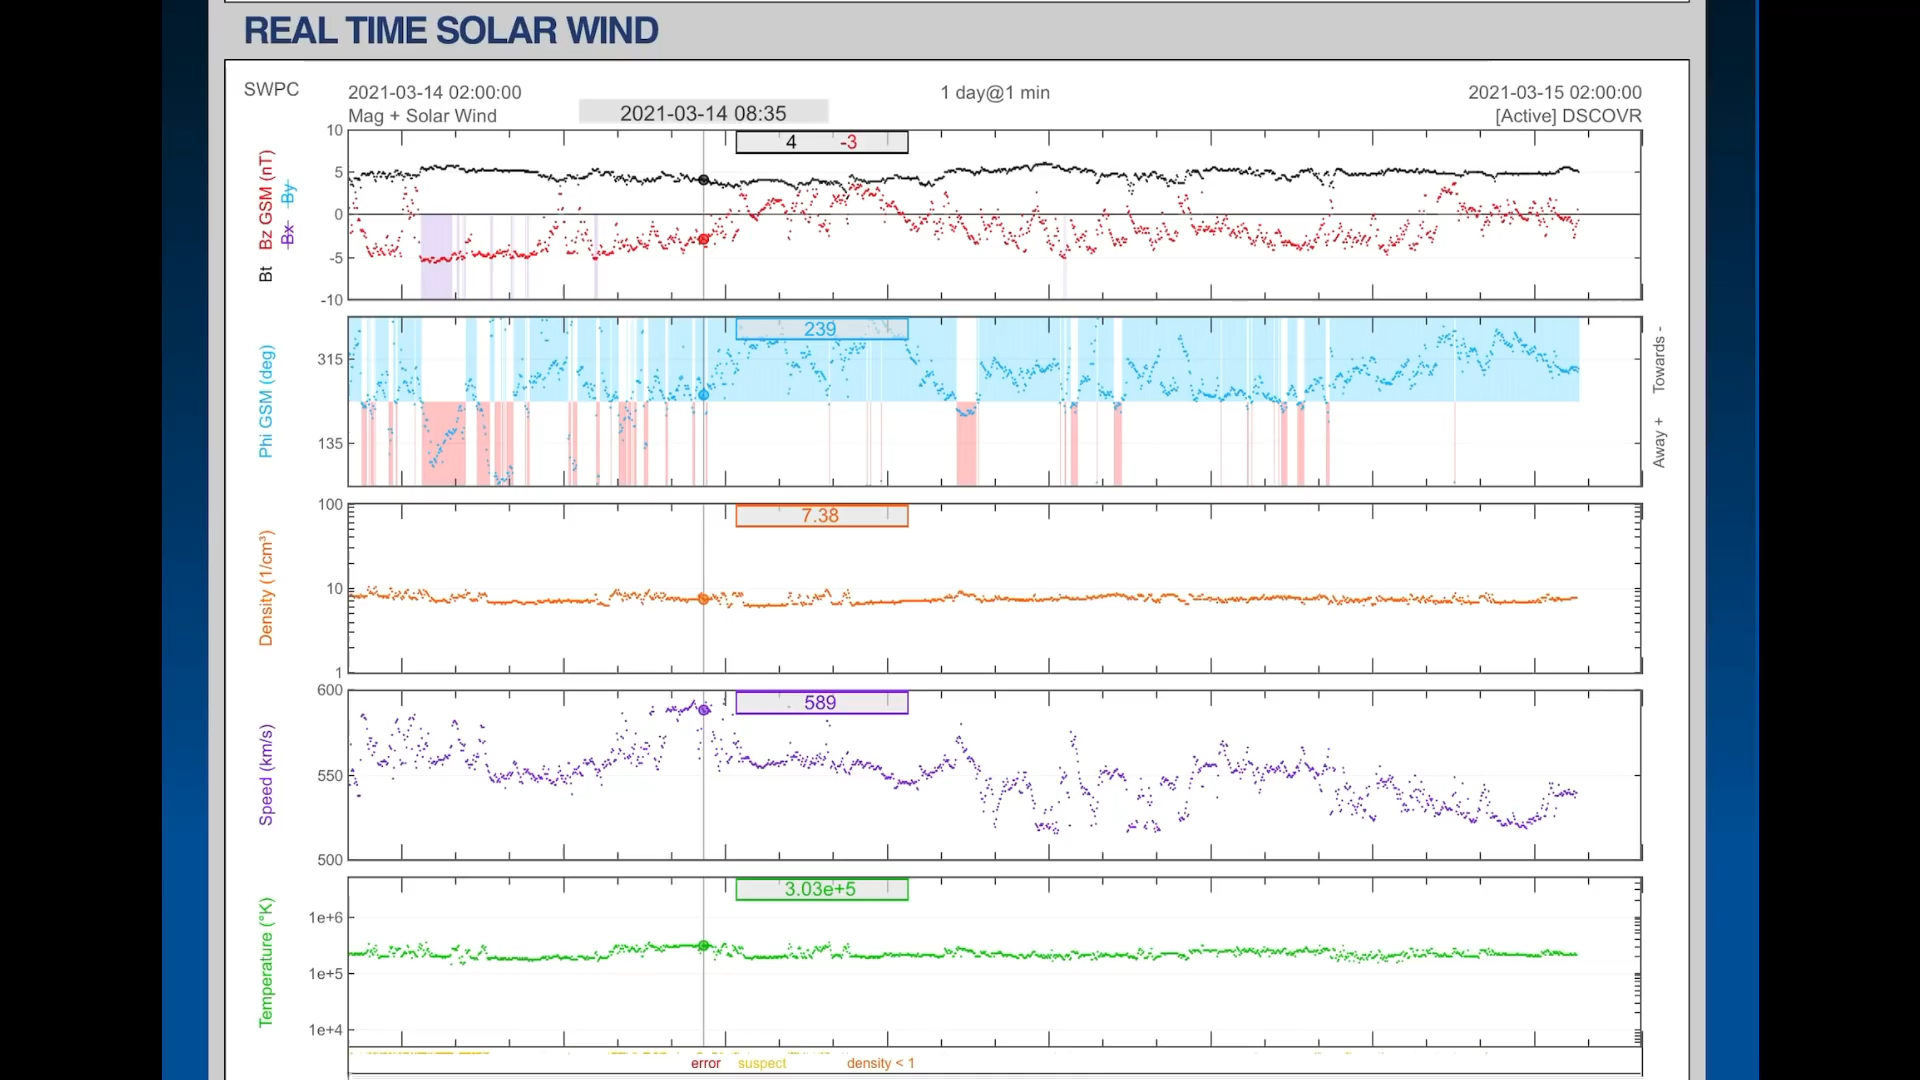 REAL TIME SOLAR WIND
SWPC
2021-03-14 02:00:00
1 day@1 min
2021-03-15 02:00:00
Mag + Solar Wind
2021-03-14 08:35
[Active] DSCOVR
Bt Bz GSM (nT)
Bx By
10
5
0
-5
-10
4 -3
Phi GSM (deg)
315
135
239
Towards -
Away +
Density (1/cm³)
100
10
1
7.38
Speed (km/s)
600
550
500
589
Temperature (°K)
1e+6
1e+5
1e+4
3.03e+5
error suspect density < 1